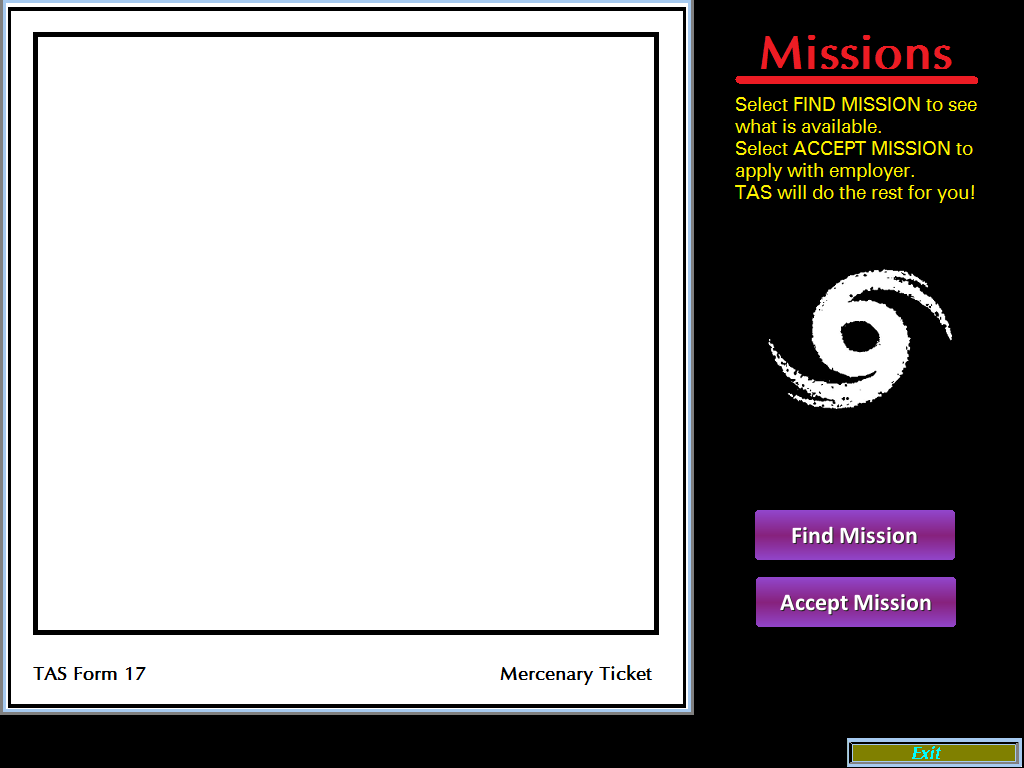 Missions
Select FIND MISSION to see
what is available.
Select ACCEPT MISSION to
apply with employer.
TAS will do the rest for you!
Find Mission
Accept Mission
TAS Form 17
Mercenary Ticket
Exit